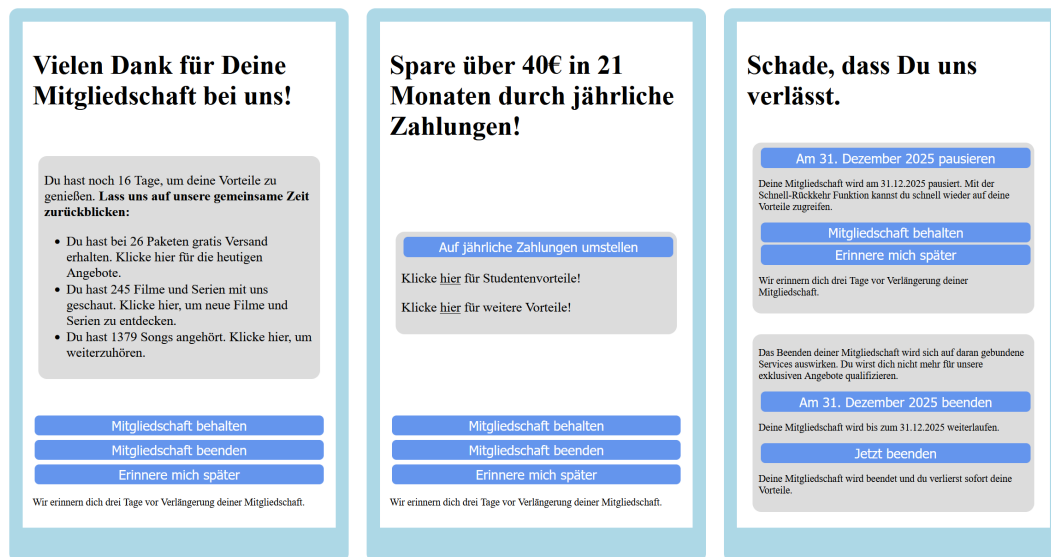 Vielen Dank für Deine
Mitgliedschaft bei uns!
Du hast noch 16 Tage, um deine Vorteile zu
genießen. Lass uns auf unsere gemeinsame Zeit
zurückblicken:
• Du hast bei 26 Paketen gratis Versand
erhalten. Klicke hier für die heutigen
Angebote.
• Du hast 245 Filme und Serien mit uns
geschaut. Klicke hier, um neue Filme und
Serien zu entdecken.
• Du hast 1379 Songs angehört. Klicke hier, um
weiterzuhören.
Mitgliedschaft behalten
Mitgliedschaft beenden
Erinnere mich später
Wir erinnern dich drei Tage vor Verlängerung deiner Mitgliedschaft.
Spare über 40€ in 21
Monaten durch jährliche
Zahlungen!
Auf jährliche Zahlungen umstellen
Klicke hier für Studentenvorteile!
Klicke hier für weitere Vorteile!
Mitgliedschaft behalten
Mitgliedschaft beenden
Erinnere mich später
Wir erinnern dich drei Tage vor Verlängerung deiner Mitgliedschaft.
Schade, dass Du uns
verlässt.
Am 31. Dezember 2025 pausieren
Deine Mitgliedschaft wird am 31.12.2025 pausiert. Mit der
Schnell-Rückkehr Funktion kannst du schnell wieder auf deine
Vorteile zugreifen.
Mitgliedschaft behalten
Erinnere mich später
Wir erinnern dich drei Tage vor Verlängerung deiner
Mitgliedschaft.
Das Beenden deiner Mitgliedschaft wird sich auf daran gebundene
Services auswirken. Du wirst dich nicht mehr für unsere
exklusiven Angebote qualifizieren.
Am 31. Dezember 2025 beenden
Deine Mitgliedschaft wird bis zum 31.12.2025 weiterlaufen.
Jetzt beenden
Deine Mitgliedschaft wird beendet und du verlierst sofort deine
Vorteile.